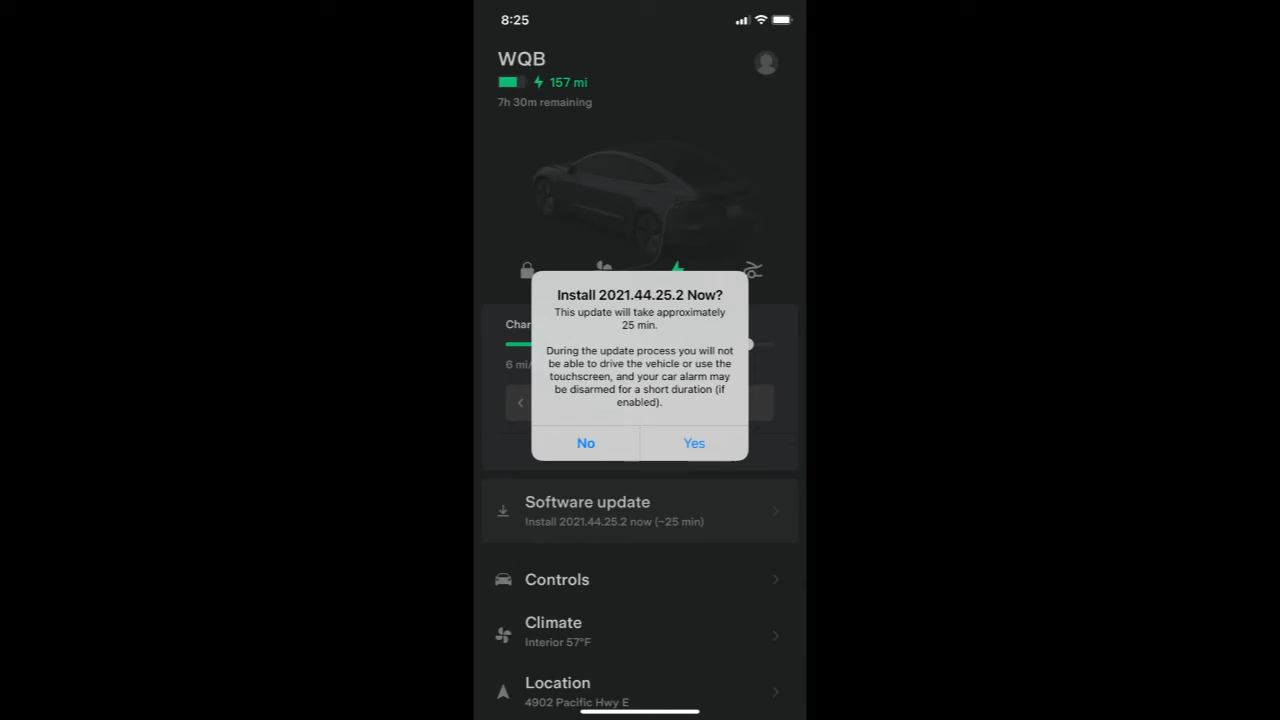 8:25
WQB
157 mi
7h 30m remaining
Install 2021.44.25.2 Now?
This update will take approximately
25 min.
During the update process you will not
be able to drive the vehicle or use the
touchscreen, and your car alarm may
be disarmed for a short duration (if
enabled).
No
Yes
Char
6 mi/
Software update
Install 2021.44.25.2 now (~25 min)
Controls
Climate
Interior 57°F
Location
4902 Pacific Hwy E